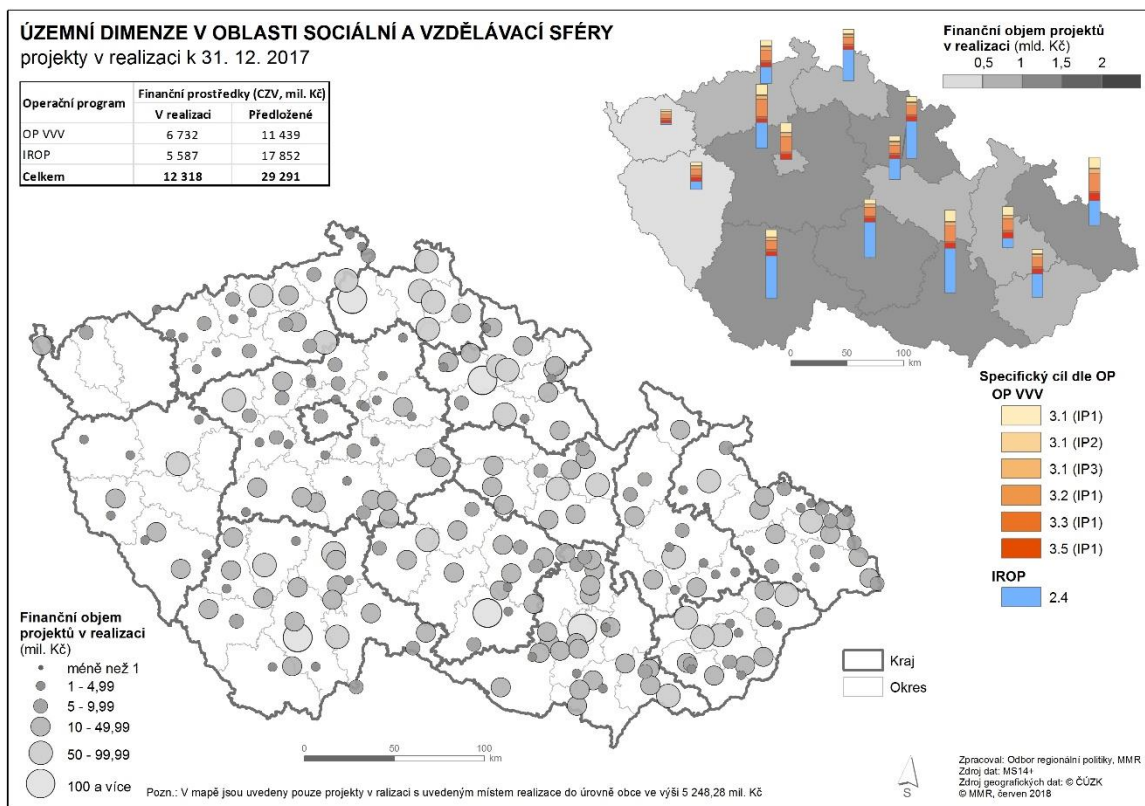 ÚZEMNÍ DIMENZE V OBLASTI SOCIÁLNÍ A VZDĚLÁVACÍ SFÉRY
projekty v realizaci k 31. 12. 2017
Operační program
Finanční prostředky (CZV, mil. Kč)
V realizaci Předložené
OP VVV 6 732 11 439
IROP 5 587 17 852
Celkem 12 318 29 291
Finanční objem projektů
v realizaci (mld. Kč)
0,5 1 1,5 2
0 50 100
km
Specifický cíl dle OP
OP VVV
3.1 (IP1)
3.1 (IP2)
3.1 (IP3)
3.2 (IP1)
3.3 (IP1)
3.5 (IP1)
IROP
2.4
Finanční objem
projektů v realizaci
(mil. Kč)
méně než 1
1 - 4,99
5 - 9,99
10 - 49,99
50 - 99,99
100 a více
Kraj
Okres
0 50 100
km
S
Pozn.: V mapě jsou uvedeny pouze projekty v ralizaci s uvedeným místem realizace do úrovně obce ve výši 5 248,28 mil. Kč
Zpracoval: Odbor regionální politiky, MMR
Zdroj dat: MS14+
Zdroj geografických dat: © ČÚZK
© MMR, červen 2018